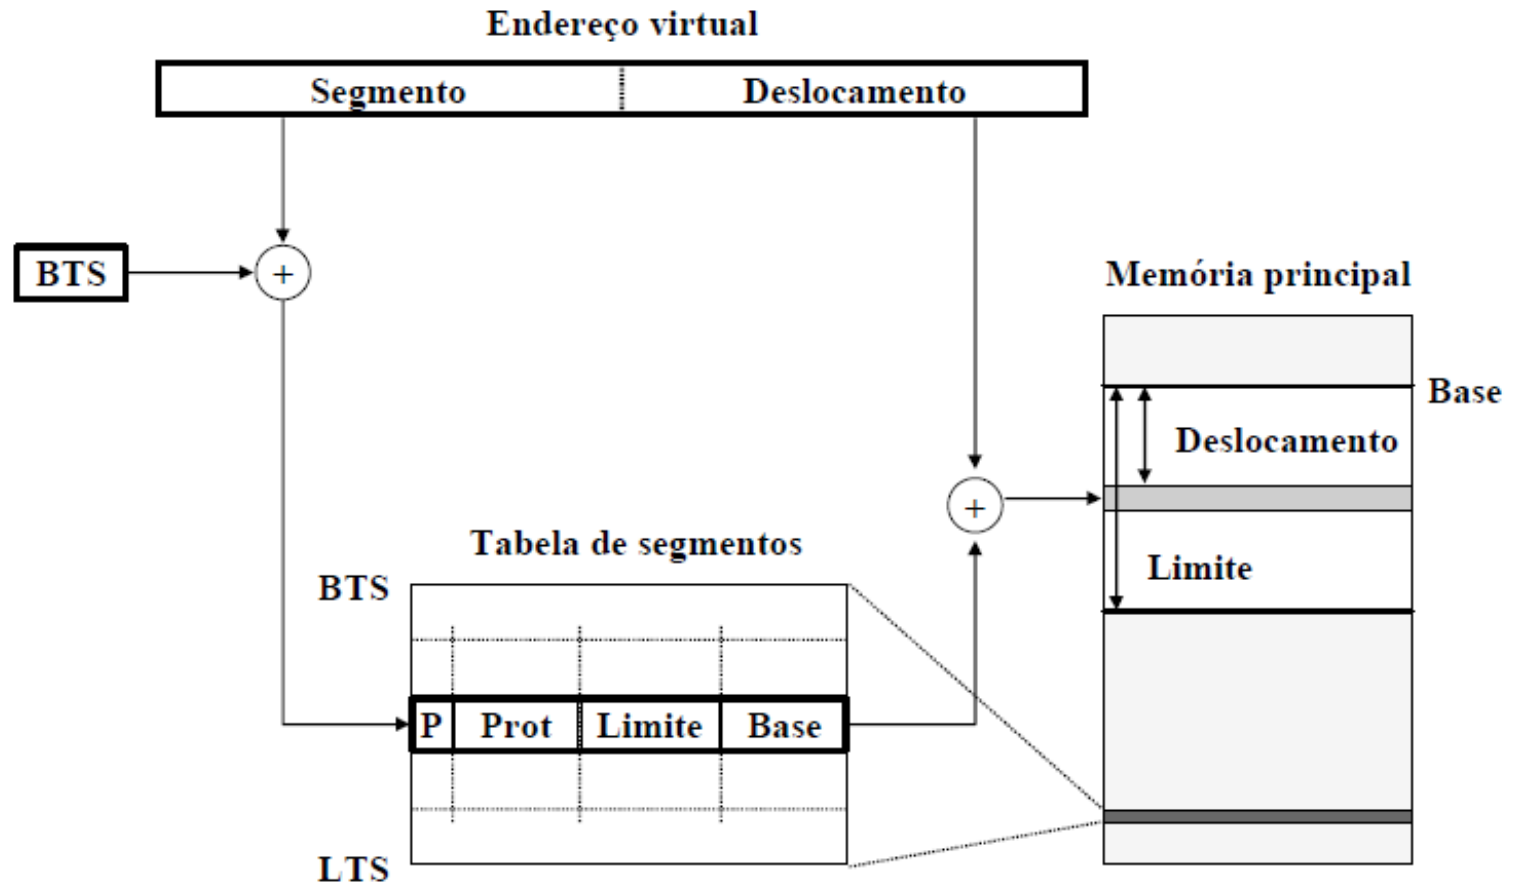 Endereço virtual
Segmento Deslocamento
BTS
+
Memória principal
Base
Deslocamento
+
Tabela de segmentos
Limite
BTS
P Prot Limite Base
LTS